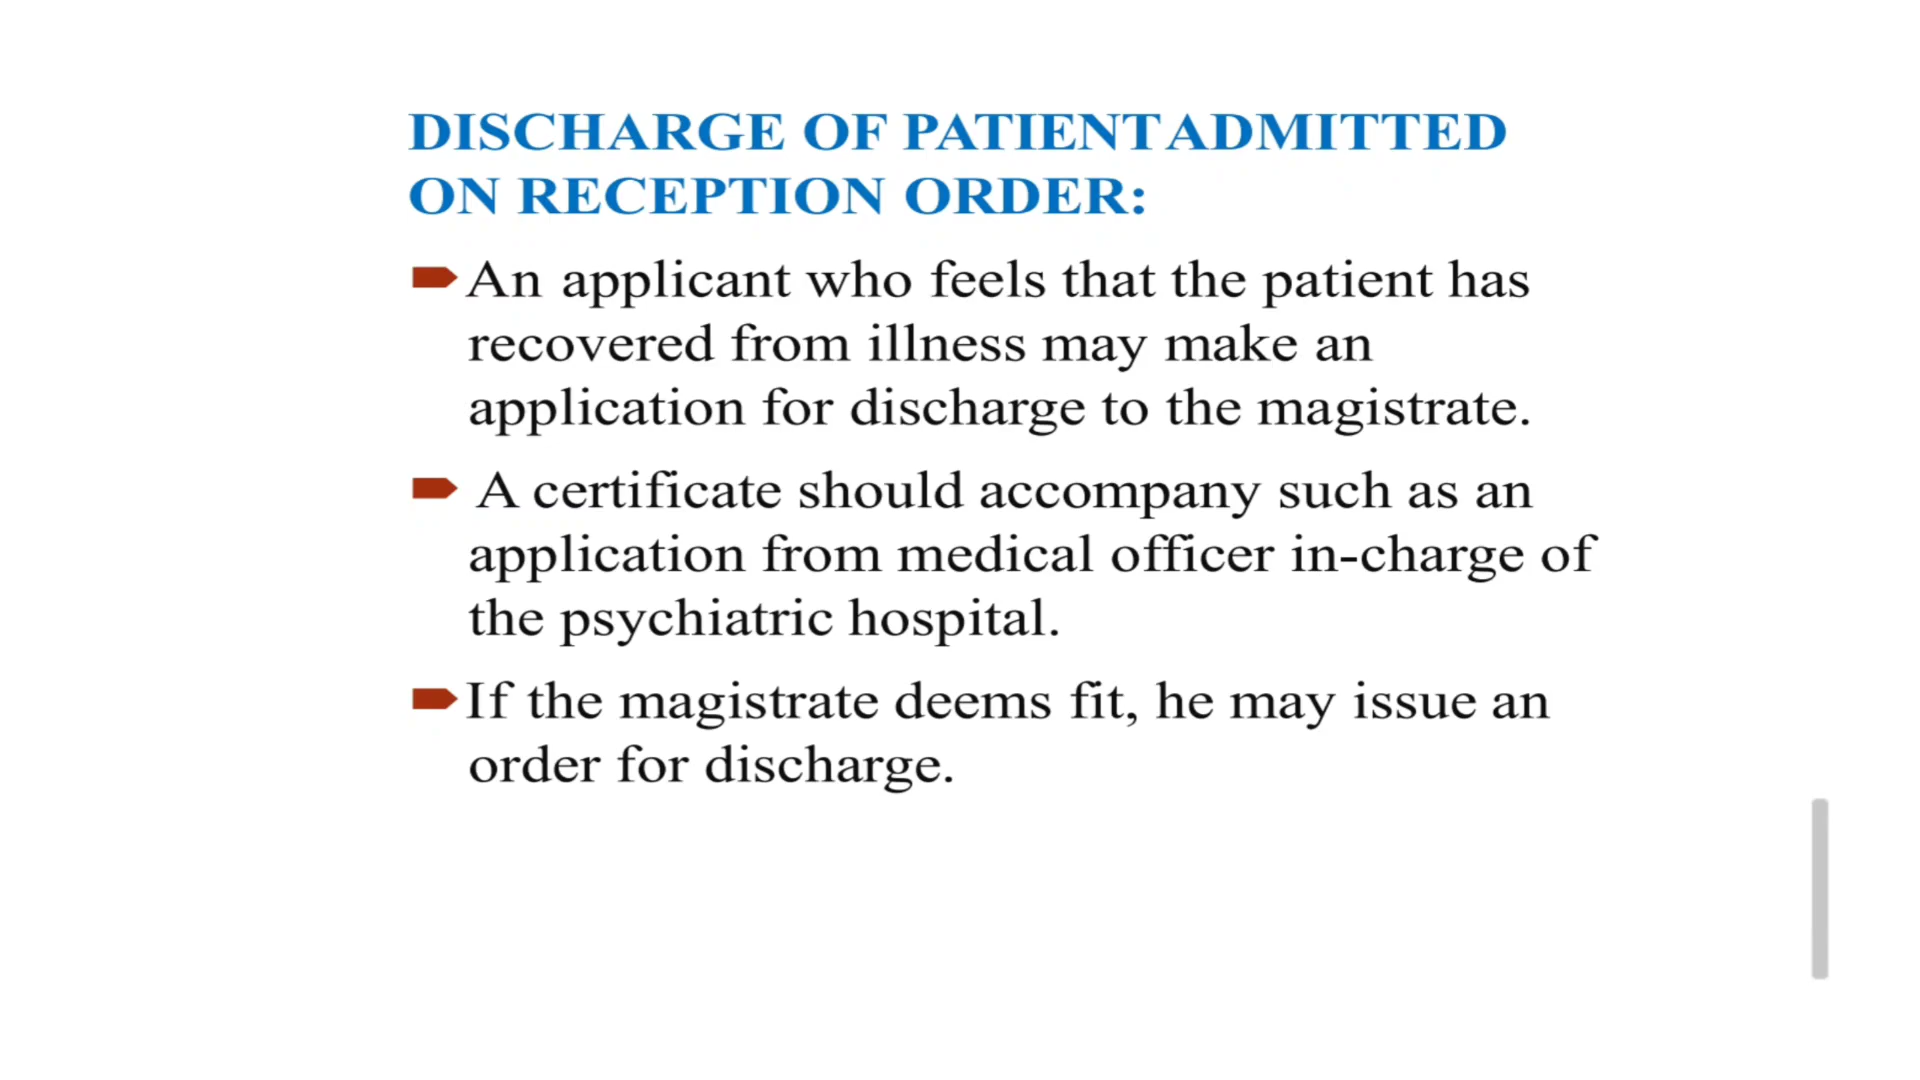 DISCHARGE OF PATIENT ADMITTED
ON RECEPTION ORDER:
An applicant who feels that the patient has
recovered from illness may make an
application for discharge to the magistrate.
A certificate should accompany such as an
application from medical officer in-charge of
the psychiatric hospital.
If the magistrate deems fit, he may issue an
order for discharge.